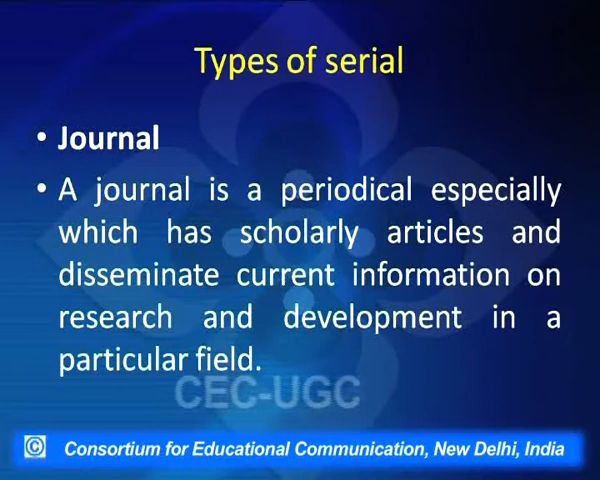 Types of serial
• Journal
• A journal is a periodical especially
which has scholarly articles and
disseminate current information on
research and development in a
particular field.
CEC-UGC
© Consortium for Educational Communication, New Delhi, India